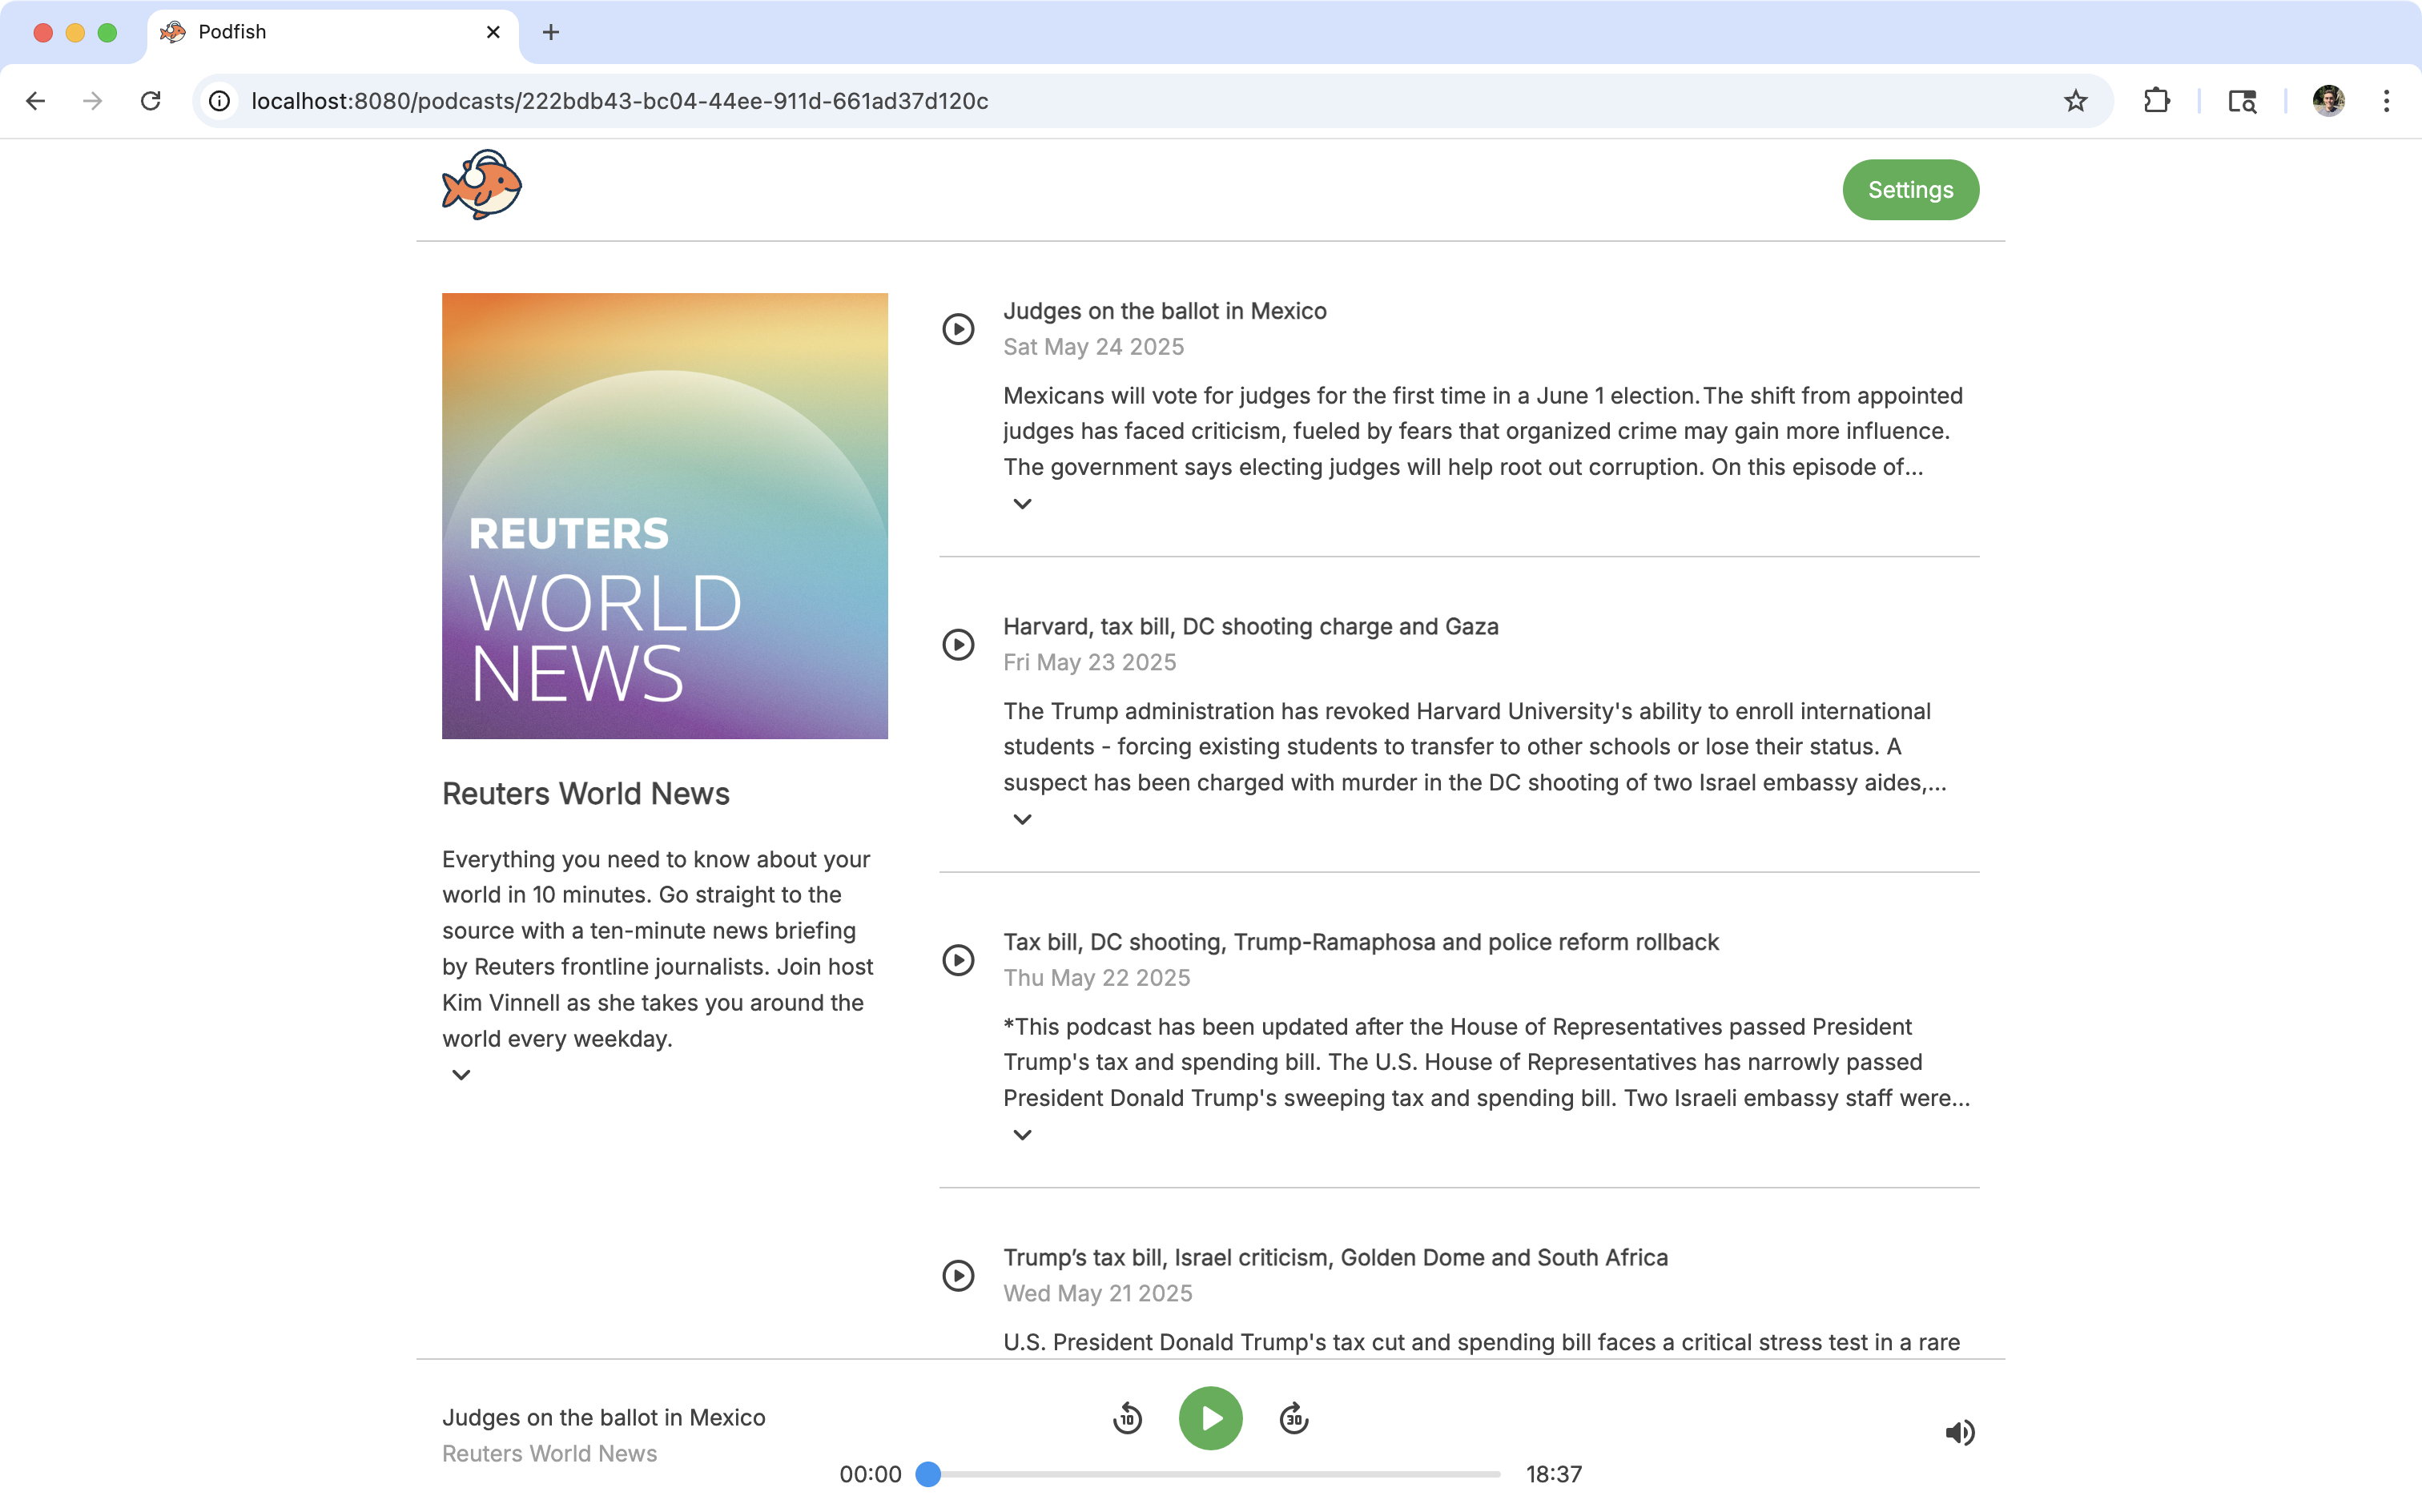 Podfish
localhost:8080/podcasts/222bdb43-bc04-44ee-911d-661ad37d120c
Settings
REUTERS
WORLD
NEWS
Reuters World News
Everything you need to know about your
world in 10 minutes. Go straight to the
source with a ten-minute news briefing
by Reuters frontline journalists. Join host
Kim Vinnell as she takes you around the
world every weekday.
Judges on the ballot in Mexico
Sat May 24 2025
Mexicans will vote for judges for the first time in a June 1 election. The shift from appointed
judges has faced criticism, fueled by fears that organized crime may gain more influence.
The government says electing judges will help root out corruption. On this episode of...
Harvard, tax bill, DC shooting charge and Gaza
Fri May 23 2025
The Trump administration has revoked Harvard University's ability to enroll international
students - forcing existing students to transfer to other schools or lose their status. A
suspect has been charged with murder in the DC shooting of two Israel embassy aides,...
Tax bill, DC shooting, Trump-Ramaphosa and police reform rollback
Thu May 22 2025
*This podcast has been updated after the House of Representatives passed President
Trump's tax and spending bill. The U.S. House of Representatives has narrowly passed
President Donald Trump's sweeping tax and spending bill. Two Israeli embassy staff were...
Trump’s tax bill, Israel criticism, Golden Dome and South Africa
Wed May 21 2025
U.S. President Donald Trump's tax cut and spending bill faces a critical stress test in a rare
Judges on the ballot in Mexico
Reuters World News
10
30
00:00
18:37